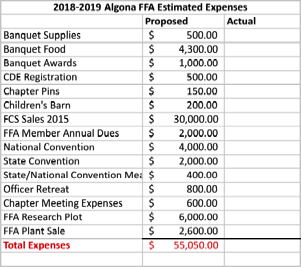 2018-2019 Algona FFA Estimated Expenses
Proposed Actual
Banquet Supplies $ 500.00
Banquet Food $ 4,300.00
Banquet Awards $ 1,000.00
CDE Registration $ 500.00
Chapter Pins $ 150.00
Children's Barn $ 200.00
FCS Sales 2015 $ 30,000.00
FFA Member Annual Dues $ 2,000.00
National Convention $ 4,000.00
State Convention $ 2,000.00
State/National Convention Mea $ 400.00
Officer Retreat $ 800.00
Chapter Meeting Expenses $ 600.00
FFA Research Plot $ 6,000.00
FFA Plant Sale $ 2,600.00
Total Expenses $ 55,050.00